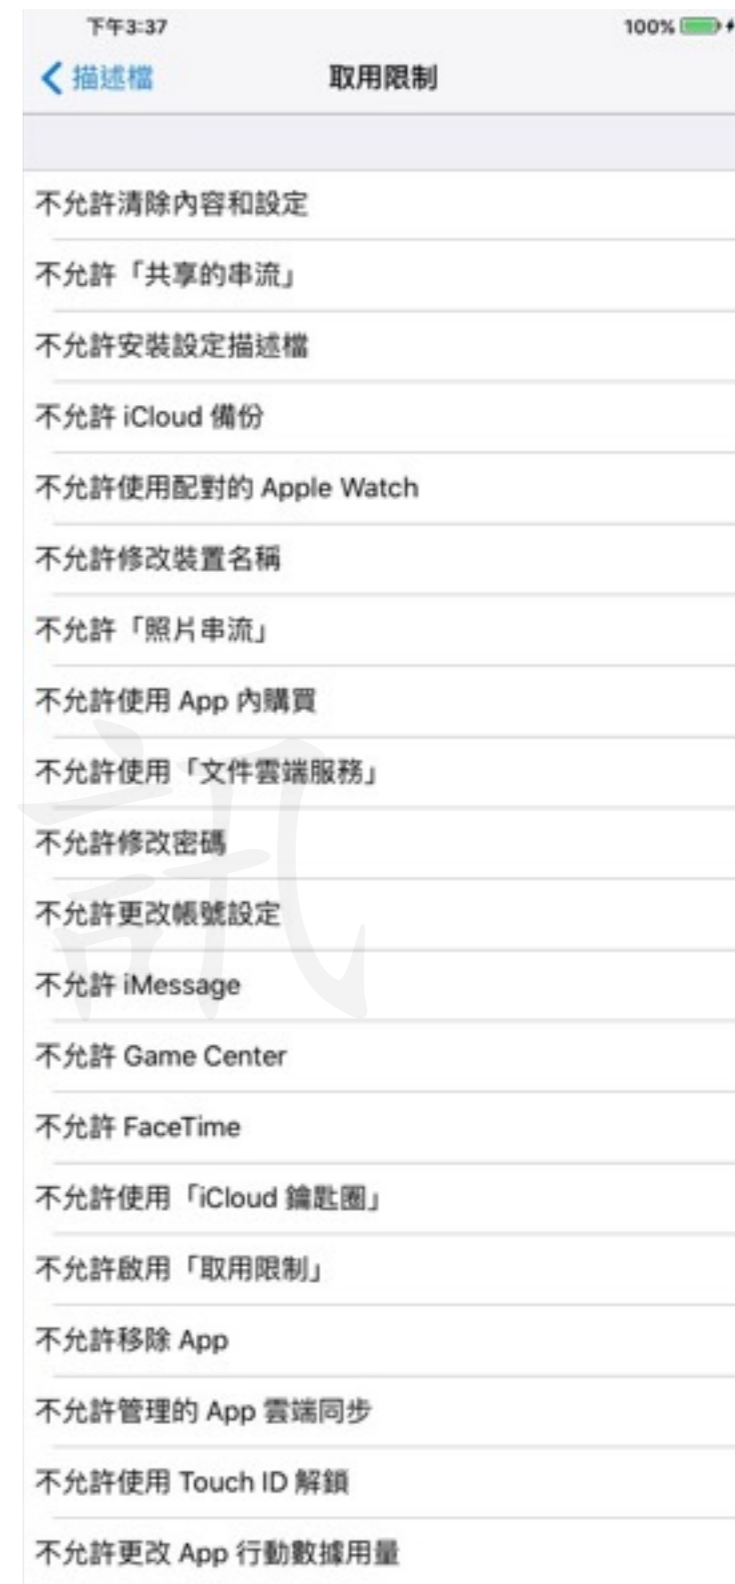 下午3:37 100%
描述檔 取用限制
不允許清除內容和設定
不允許「共享的串流」
不允許安裝設定描述檔
不允許 iCloud 備份
不允許使用配對的 Apple Watch
不允許修改裝置名稱
不允許「照片串流」
不允許使用 App 內購買
不允許使用「文件雲端服務」
不允許修改密碼
不允許更改帳號設定
不允許 iMessage
不允許 Game Center
不允許 FaceTime
不允許使用「iCloud 鑰匙圈」
不允許啟用「取用限制」
不允許移除 App
不允許管理的 App 雲端同步
不允許使用 Touch ID 解鎖
不允許更改 App 行動數據用量
訊